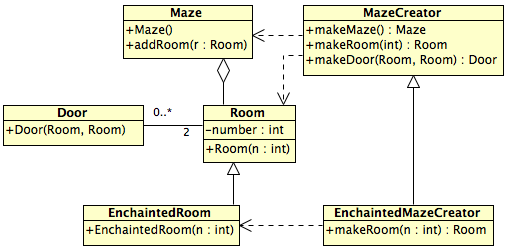 Maze
+Maze()
+addRoom(r : Room)
MazeCreator
+makeMaze() : Maze
+makeRoom(int) : Room
+makeDoor(Room, Room) : Door
Door
+Door(Room, Room)
0..*
2
Room
-number : int
+Room(n : int)
EnchaintedRoom
+EnchaintedRoom(n : int)
EnchaintedMazeCreator
+makeRoom(n : int) : Room